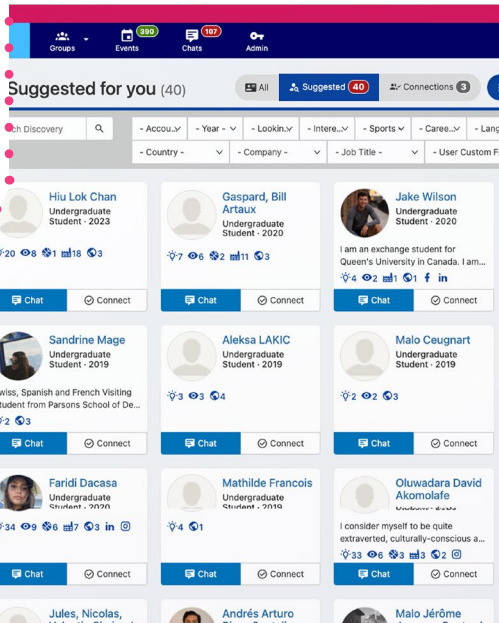 390
107
Groups
Events
Chats
Admin
Suggested for you (40)
All
Suggested 40
Connections 3
ch Discovery
- Accou...
- Year -
- Lookin...
- Intere...
- Sports
- Caree...
- Lang
- Country -
- Company -
- Job Title -
- User Custom Fi
Hiu Lok Chan
Undergraduate
Student · 2023
20 8 1 18 3
Chat
Connect
Gaspard, Bill
Artaux
Undergraduate
Student · 2020
7 6 2 11 3
Chat
Connect
Jake Wilson
Undergraduate
Student · 2020
I am an exchange student for
Queen's University in Canada. I am...
4 2 1 1 f in
Chat
Connect
Sandrine Mage
Undergraduate
Student · 2019
wiss, Spanish and French Visiting
tudent from Parsons School of De...
2 3
Chat
Connect
Aleksa LAKIC
Undergraduate
Student · 2019
3 3 4
Chat
Connect
Malo Ceugnart
Undergraduate
Student · 2019
2 2 3
Chat
Connect
Faridi Dacasa
Undergraduate
Student · 2020
34 9 6 7 3 in
Chat
Connect
Mathilde Francois
Undergraduate
Student · 2019
4 1
Chat
Connect
Oluwadara David
Akomolafe
I consider myself to be quite
extraverted, culturally-conscious a...
33 6 3 3 2
Chat
Connect
Jules, Nicolas,
Andrés Arturo
Malo Jérôme